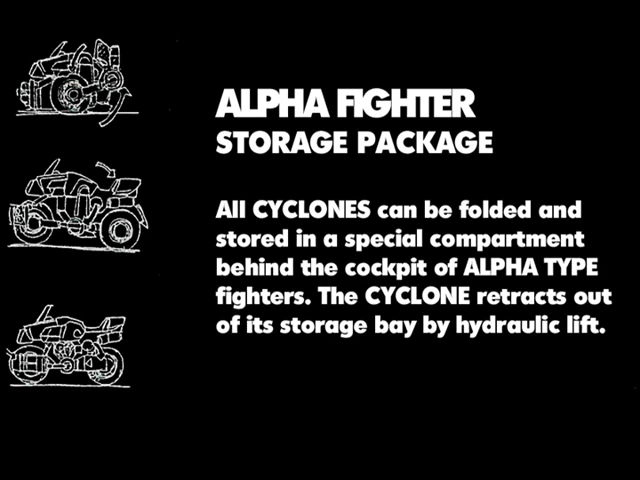 ALPHA FIGHTER
STORAGE PACKAGE
All CYCLONES can be folded and
stored in a special compartment
behind the cockpit of ALPHA TYPE
fighters. The CYCLONE retracts out
of its storage bay by hydraulic lift.